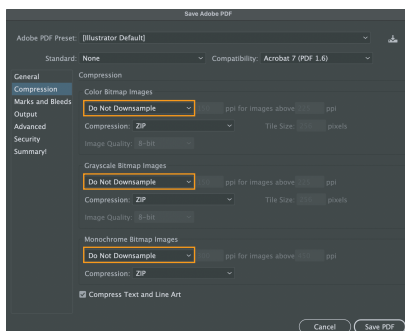 Save Adobe PDF
Adobe PDF Preset: [Illustrator Default]
Standard: None Compatibility: Acrobat 7 (PDF 1.6)
General
Compression
Marks and Bleeds
Output
Advanced
Security
Summary!
Compression
Color Bitmap Images
Do Not Downsample ppi for images above ppi
Compression: ZIP Tile Size: pixels
Image Quality: 8-bit
Grayscale Bitmap Images
Do Not Downsample ppi for images above ppi
Compression: ZIP Tile Size: pixels
Image Quality: 8-bit
Monochrome Bitmap Images
Do Not Downsample ppi for images above ppi
Compression: ZIP
Compress Text and Line Art
Cancel Save PDF